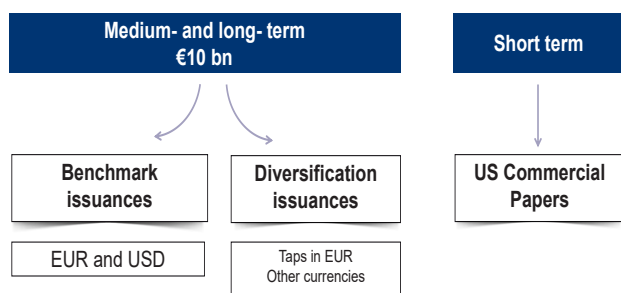 Medium- and long- term
€10 bn
Short term
Benchmark
issuances
Diversification
issuances
US Commercial
Papers
EUR and USD
Taps in EUR
Other currencies